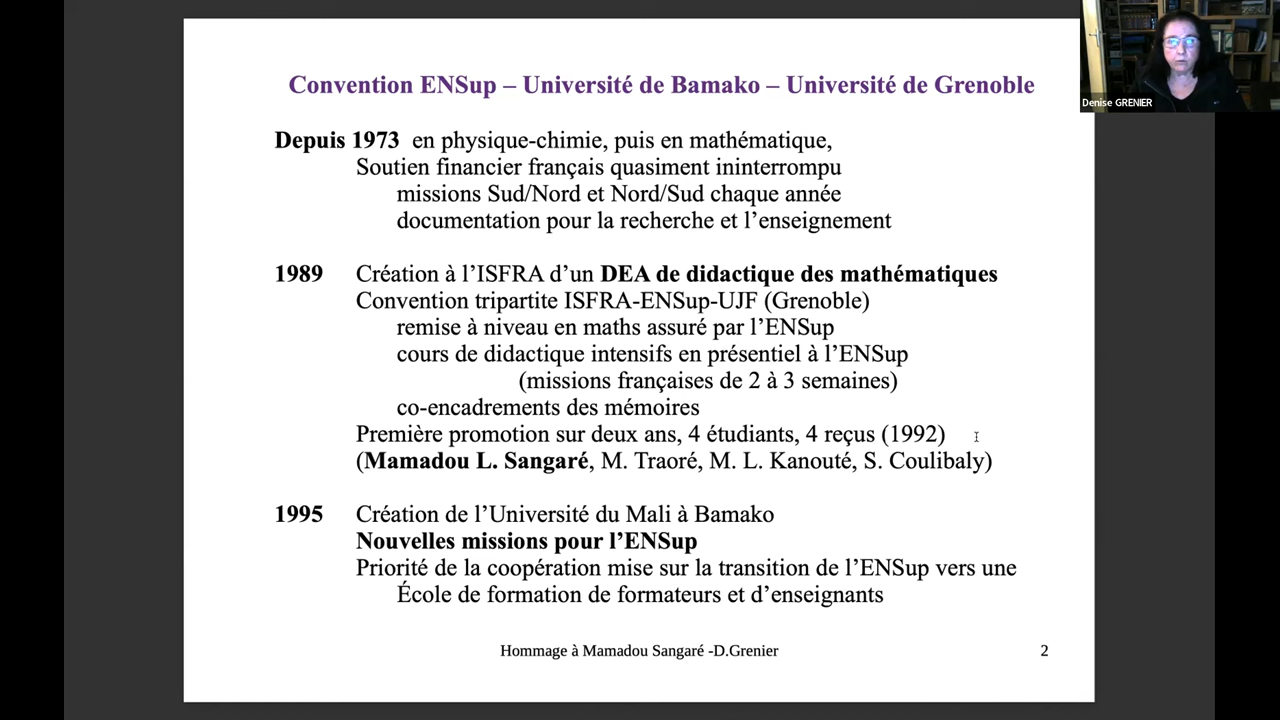 Convention ENSup – Université de Bamako – Université de Grenoble
Denise GRENIER
Depuis 1973 en physique-chimie, puis en mathématique,
Soutien financier français quasiment ininterrompu
missions Sud/Nord et Nord/Sud chaque année
documentation pour la recherche et l’enseignement
1989 Création à l’ISFRA d’un DEA de didactique des mathématiques
Convention tripartite ISFRA-ENSup-UJF (Grenoble)
remise à niveau en maths assuré par l’ENSup
cours de didactique intensifs en présentiel à l’ENSup
(missions françaises de 2 à 3 semaines)
co-encadrements des mémoires
Première promotion sur deux ans, 4 étudiants, 4 reçus (1992)
(Mamadou L. Sangaré, M. Traoré, M. L. Kanouté, S. Coulibaly)
1995 Création de l’Université du Mali à Bamako
Nouvelles missions pour l’ENSup
Priorité de la coopération mise sur la transition de l’ENSup vers une
École de formation de formateurs et d’enseignants
Hommage à Mamadou Sangaré -D.Grenier 2